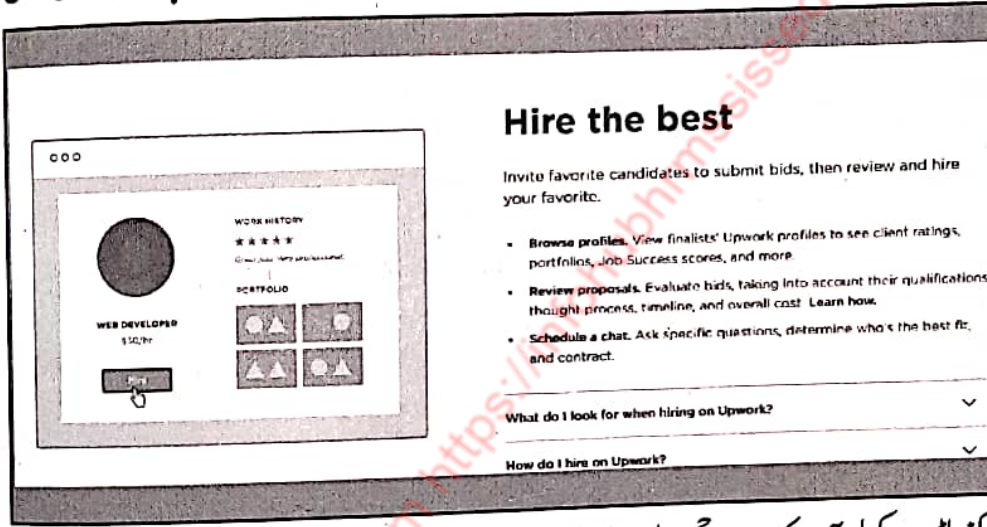 Hire the best
Invite favorite candidates to submit bids, then review and hire
your favorite.
• Browse profiles. View finalists' Upwork profiles to see client ratings,
portfolios, Job Success scores, and more.
• Review proposals. Evaluate bids, taking into account their qualifications
thought process, timeline, and overall cost. Learn how.
• Schedule a chat. Ask specific questions, determine who's the best fit,
and contract.
What do I look for when hiring on Upwork?
How do I hire on Upwork?
WORK HISTORY
PORTFOLIO
WEB DEVELOPER
$30/hr